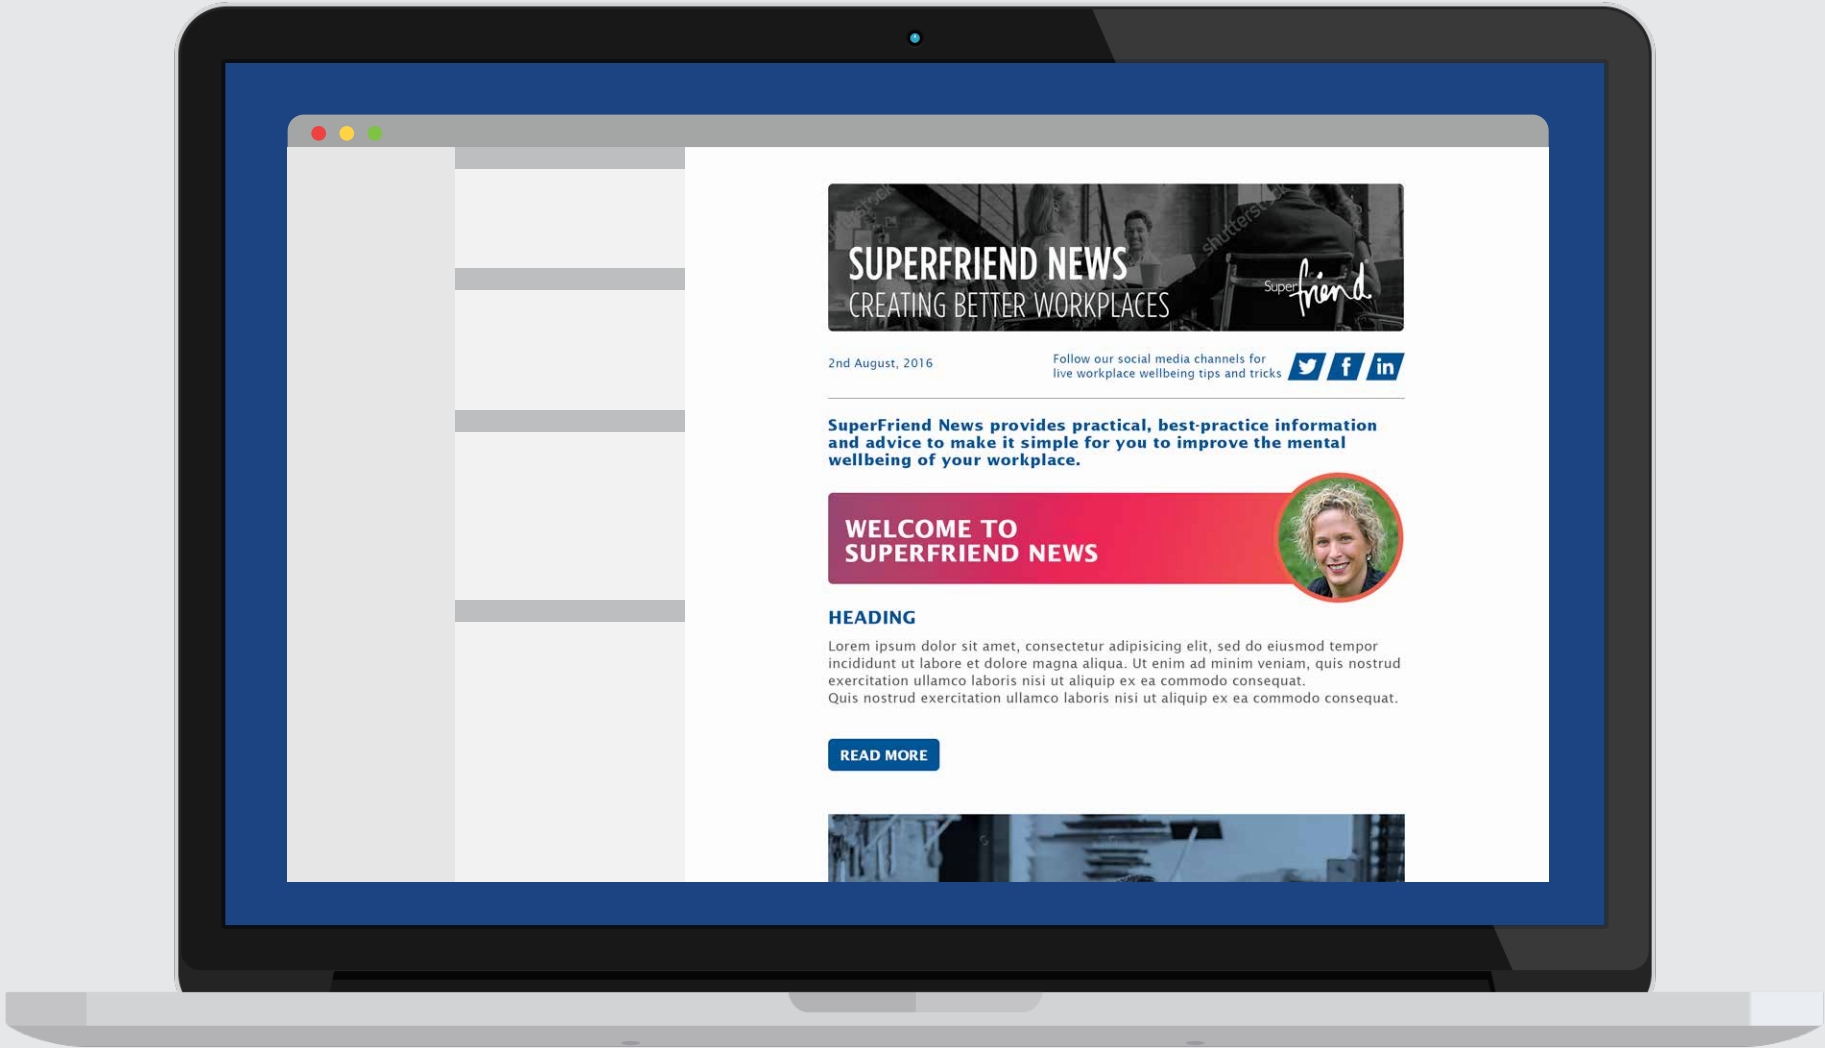 shutterstock
SUPERFRIEND NEWS
CREATING BETTER WORKPLACES
Super friend
2nd August, 2016
Follow our social media channels for
live workplace wellbeing tips and tricks
f
in
SuperFriend News provides practical, best-practice information
and advice to make it simple for you to improve the mental
wellbeing of your workplace.
WELCOME TO
SUPERFRIEND NEWS
HEADING
Lorem ipsum dolor sit amet, consectetur adipisicing elit, sed do eiusmod tempor
incididunt ut labore et dolore magna aliqua. Ut enim ad minim veniam, quis nostrud
exercitation ullamco laboris nisi ut aliquip ex ea commodo consequat.
Quis nostrud exercitation ullamco laboris nisi ut aliquip ex ea commodo consequat.
READ MORE